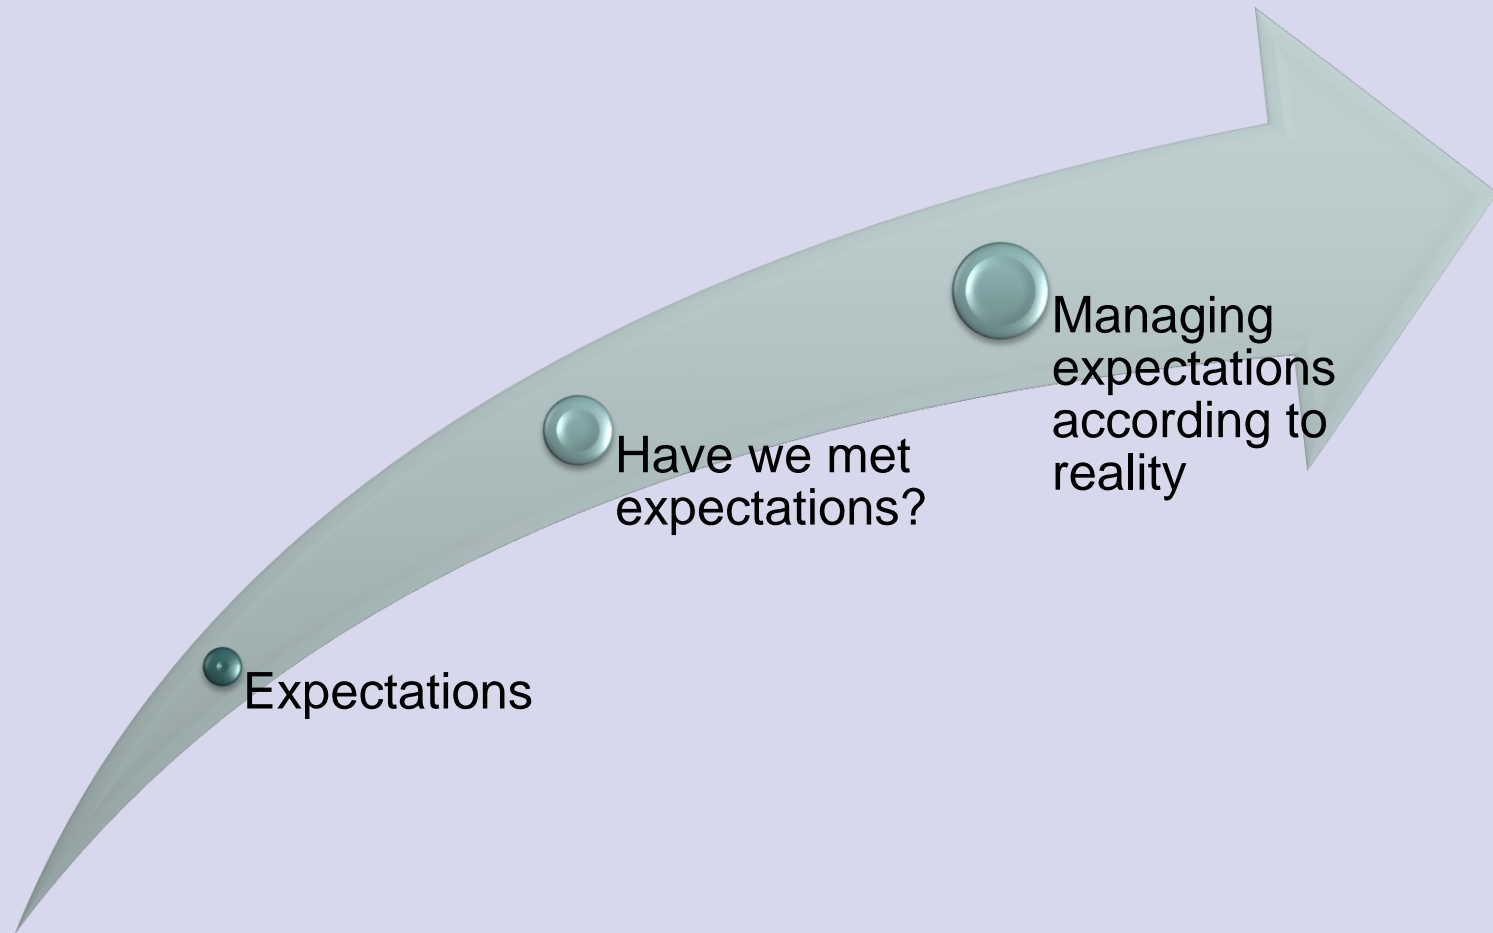 Expectations
Have we met
expectations?
Managing
expectations
according to
reality